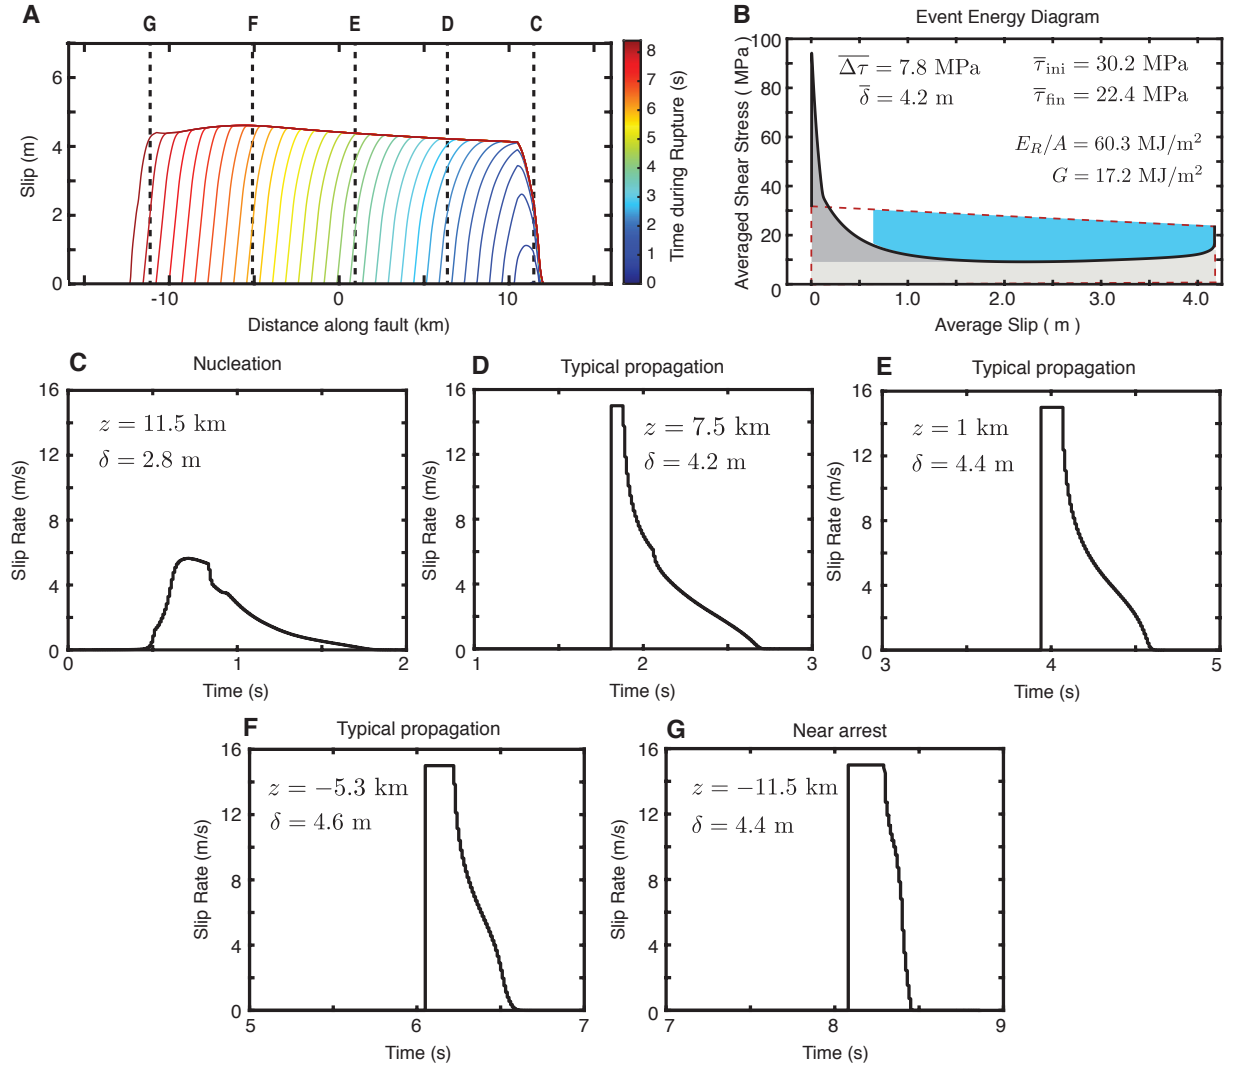 A
G F E D C
6
4
2
0
Slip (m)
-10 0 10
Distance along fault (km)
8
7
6
5
4
3
2
1
0
Time during Rupture (s)
B
Event Energy Diagram
100
80
60
40
20
0
Averaged Shear Stress ( MPa )
Δτ = 7.8 MPa
δ = 4.2 m
τini = 30.2 MPa
τfin = 22.4 MPa
E_R/A = 60.3 MJ/m²
G = 17.2 MJ/m²
0 1.0 2.0 3.0 4.0
Average Slip ( m )
C
Nucleation
16
12
8
4
0
Slip Rate (m/s)
z = 11.5 km
δ = 2.8 m
0 1 2
Time (s)
D
Typical propagation
16
12
8
4
0
Slip Rate (m/s)
z = 7.5 km
δ = 4.2 m
1 2 3
Time (s)
E
Typical propagation
16
12
8
4
0
Slip Rate (m/s)
z = 1 km
δ = 4.4 m
3 4 5
Time (s)
F
Typical propagation
16
12
8
4
0
Slip Rate (m/s)
z = −5.3 km
δ = 4.6 m
5 6 7
Time (s)
G
Near arrest
16
12
8
4
0
Slip Rate (m/s)
z = −11.5 km
δ = 4.4 m
7 8 9
Time (s)